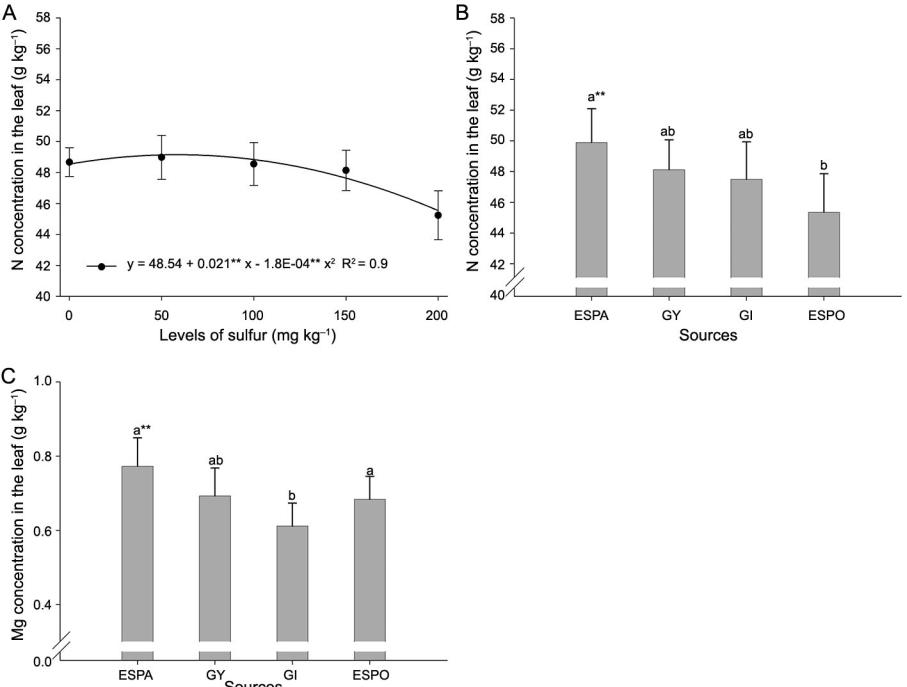 A
N concentration in the leaf (g kg⁻¹)
58
56
54
52
50
48
46
44
42
40
y = 48.54 + 0.021** x - 1.8E-04** x² R² = 0.9
0 50 100 150 200
Levels of sulfur (mg kg⁻¹)
B
N concentration in the leaf (g kg⁻¹)
58
56
54
52
50
48
46
44
42
40
a**
ab
ab
b
ESPA GY GI ESPO
Sources
C
Mg concentration in the leaf (g kg⁻¹)
1.0
0.8
0.6
0.4
0.0
a**
ab
b
a
ESPA GY GI ESPO
Sources